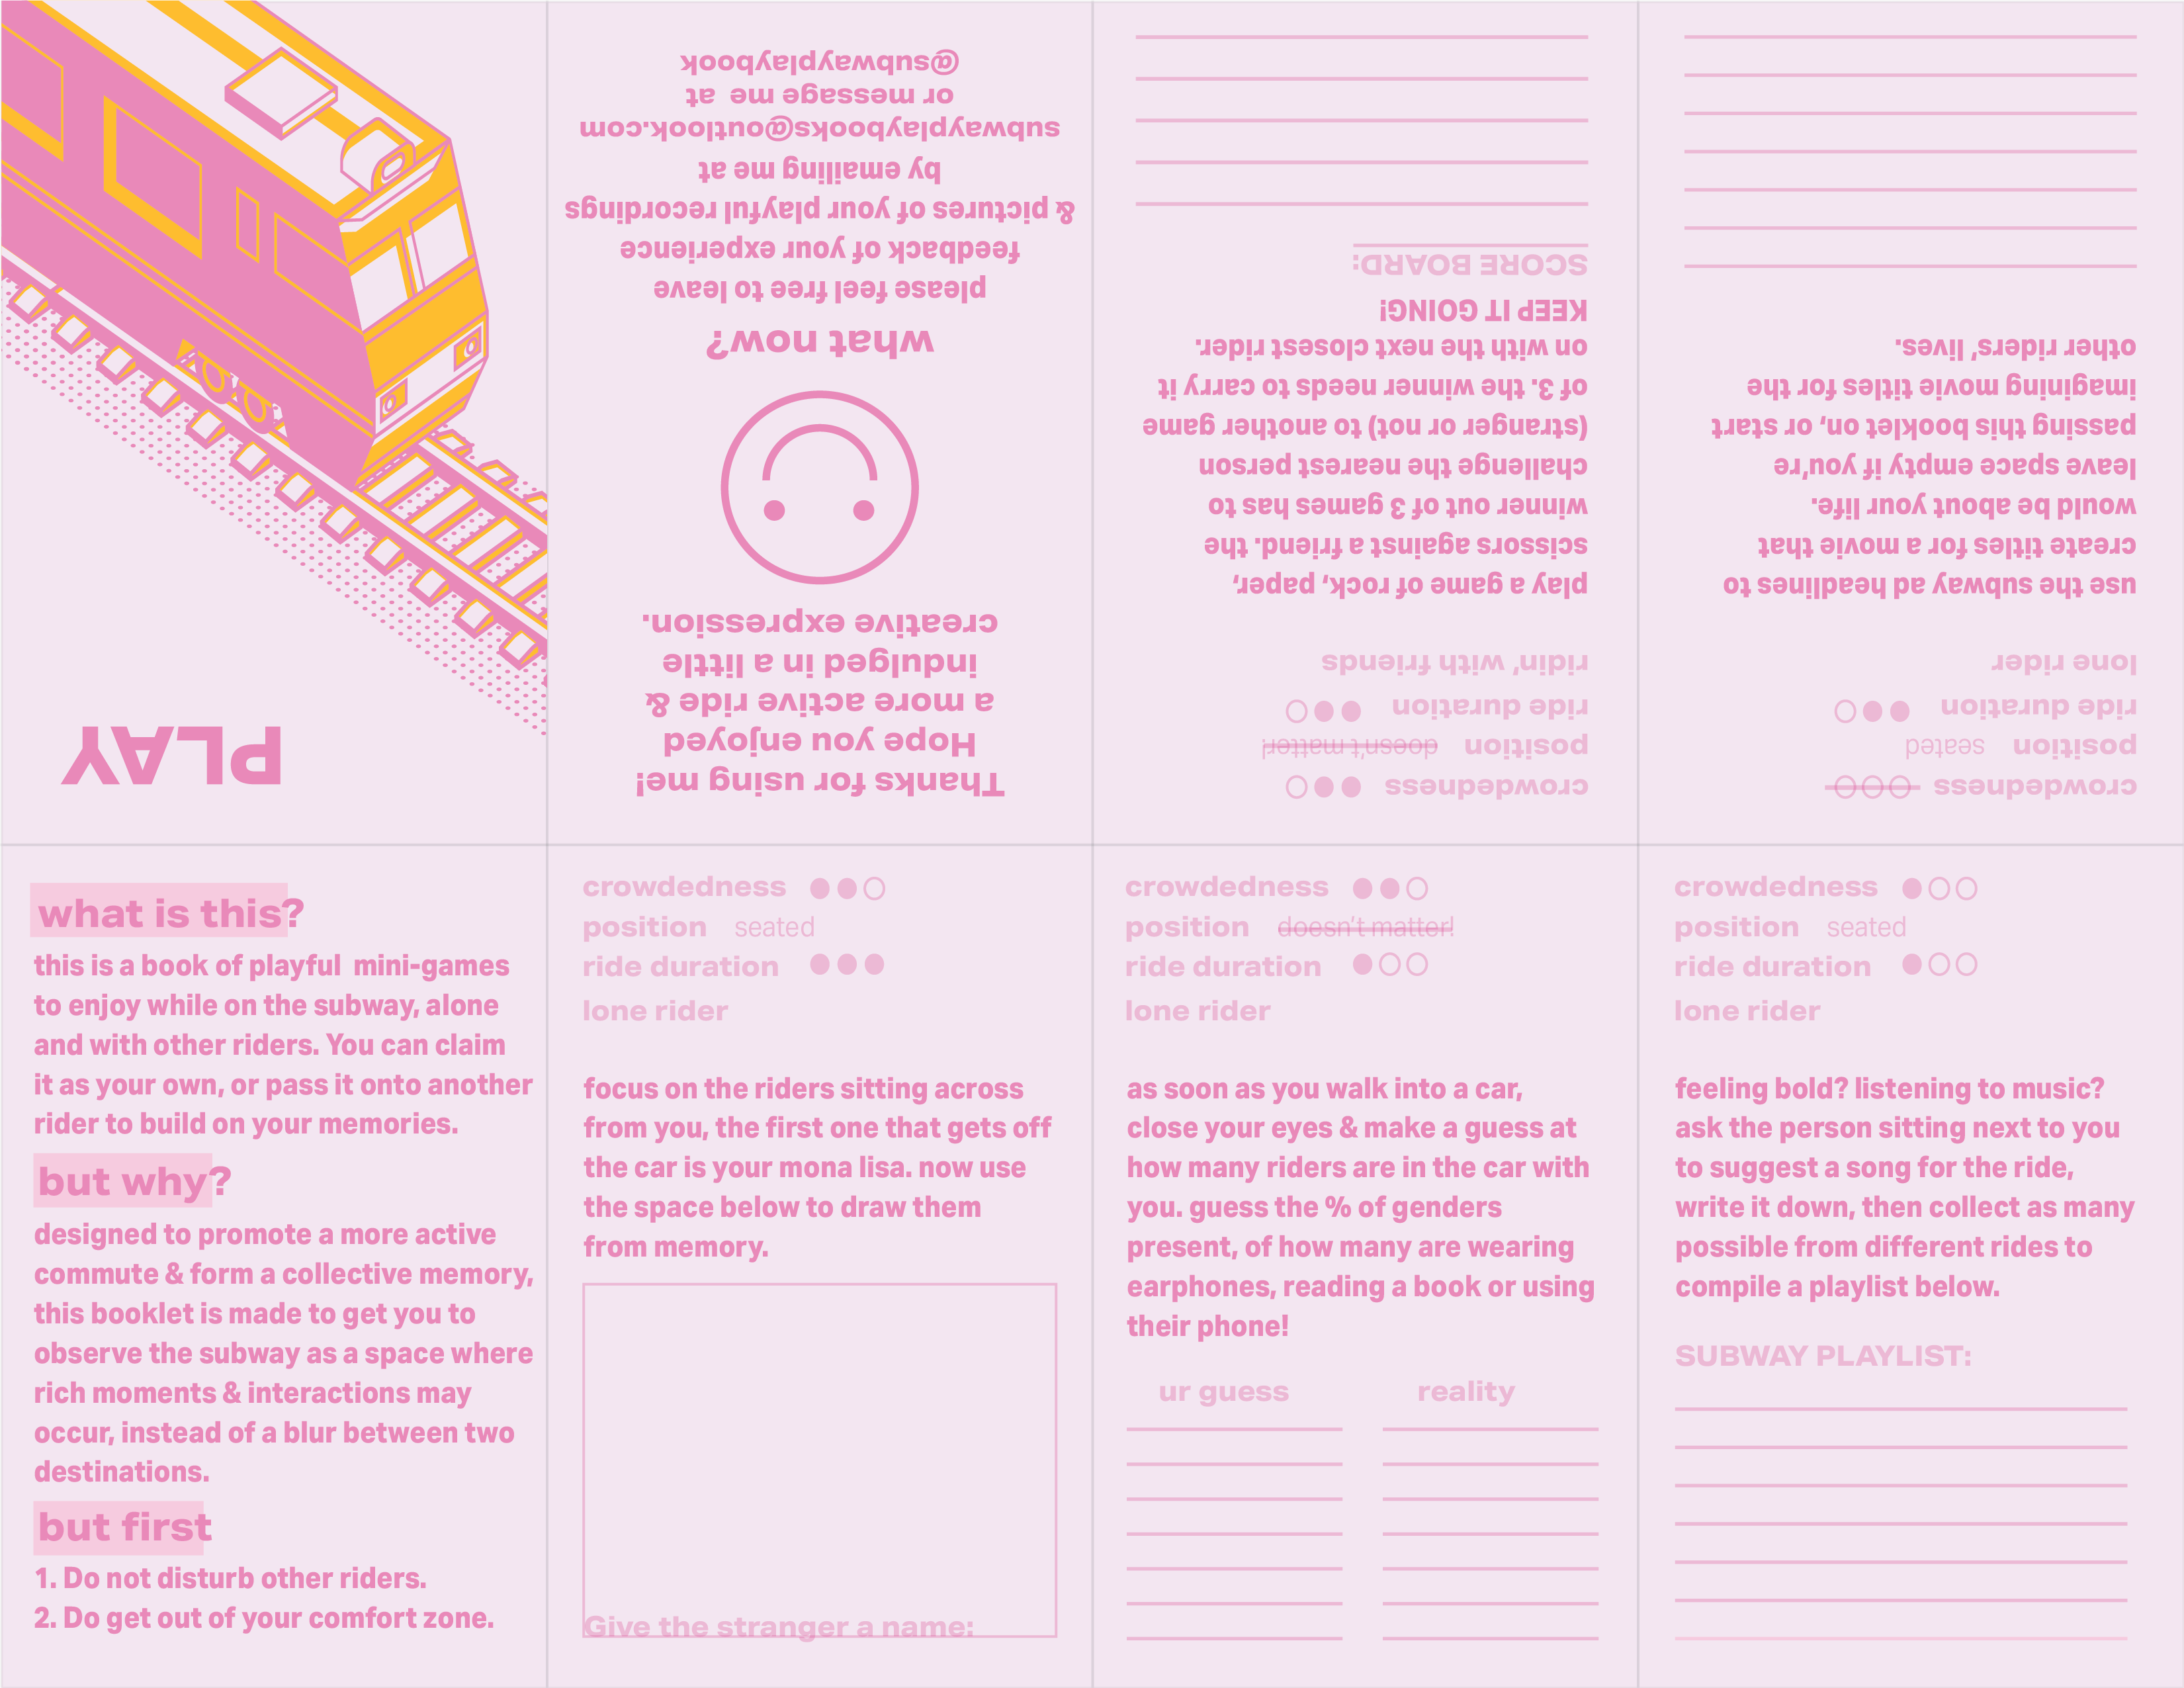 PLAY
what is this?
this is a book of playful mini-games
to enjoy while on the subway, alone
and with other riders. You can claim
it as your own, or pass it onto another
rider to build on your memories.
but why?
designed to promote a more active
commute & form a collective memory,
this booklet is made to get you to
observe the subway as a space where
rich moments & interactions may
occur, instead of a blur between two
destinations.
but first
1. Do not disturb other riders.
2. Do get out of your comfort zone.
crowdedness
position seated
ride duration
lone rider
focus on the riders sitting across
from you, the first one that gets off
the car is your mona lisa. now use
the space below to draw them
from memory.
Give the stranger a name:
crowdedness
position doesn't matter!
ride duration
lone rider
as soon as you walk into a car,
close your eyes & make a guess at
how many riders are in the car with
you. guess the % of genders
present, of how many are wearing
earphones, reading a book or using
their phone!
ur guess reality
crowdedness
position seated
ride duration
lone rider
feeling bold? listening to music?
ask the person sitting next to you
to suggest a song for the ride,
write it down, then collect as many
possible from different rides to
compile a playlist below.
SUBWAY PLAYLIST:
crowdedness
position seated
ride duration
lone rider
use the subway ad headlines to
create titles for a movie that
would be about your life.
leave space empty if you're
passing this booklet on, or start
imagining movie titles for the
other riders' lives.
crowdedness
position doesn't matter!
ride duration
ridin' with friends
play a game of rock, paper,
scissors against a friend. the
winner out of 3 games has to
challenge the nearest person
(stranger or not) to another game
of 3. the winner needs to carry it
on with the next closest rider.
KEEP IT GOING!
SCORE BOARD:
Thanks for using me!
Hope you enjoyed
a more active ride &
indulged in a little
creative expression.
what now?
please feel free to leave
feedback of your experience
& pictures of your playful recordings
by emailing me at
subwayplaybooks@outlook.com
or message me at
@subwayplaybook